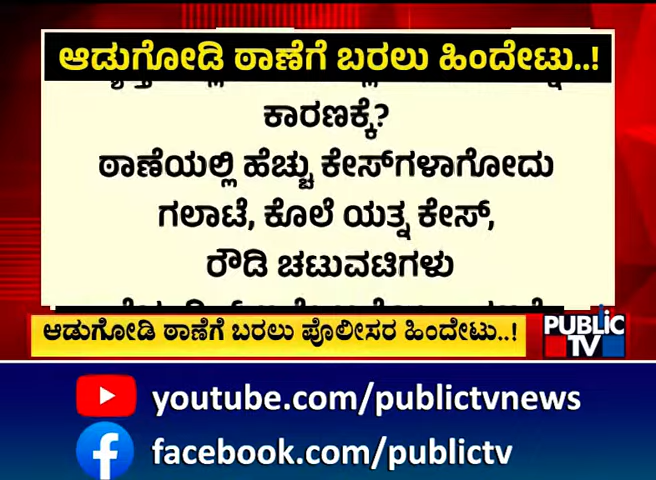 ಆಡುಗೋಡಿ ಠಾಣೆಗೆ ಬರಲು ಹಿಂದೇಟು..!
ಕಾರಣಕ್ಕೆ?
ಠಾಣೆಯಲ್ಲಿ ಹೆಚ್ಚು ಕೇಸ್‌ಗಳಾಗೋದು
ಗಲಾಟೆ, ಕೊಲೆ ಯತ್ನ ಕೇಸ್,
ರೌಡಿ ಚಟುವಟಿಗಳು
ಆಡುಗೋಡಿ ಠಾಣೆಗೆ ಬರಲು ಪೊಲೀಸರ ಹಿಂದೇಟು..!
PUBLiC
TV
youtube.com/publictvnews
facebook.com/publictv